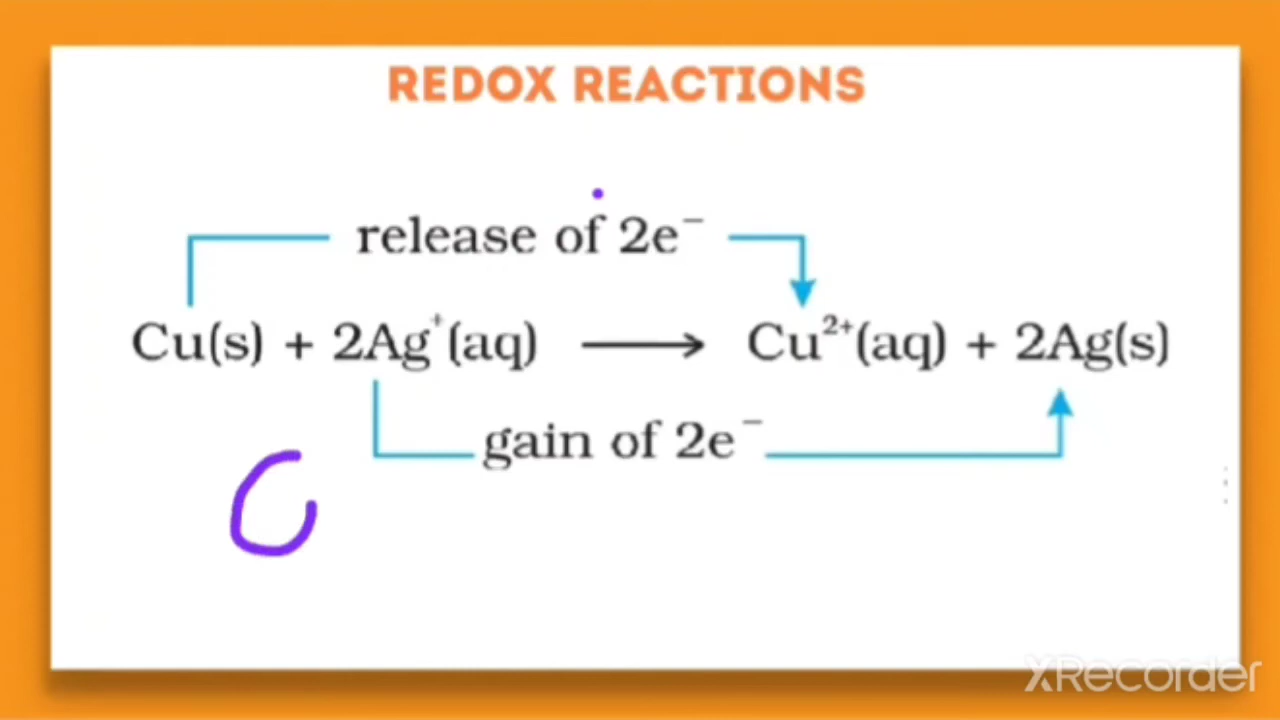 REDOX REACTIONS
release of 2e⁻
Cu(s) + 2Ag⁺(aq) ⟶ Cu²⁺(aq) + 2Ag(s)
gain of 2e⁻
XRecorder